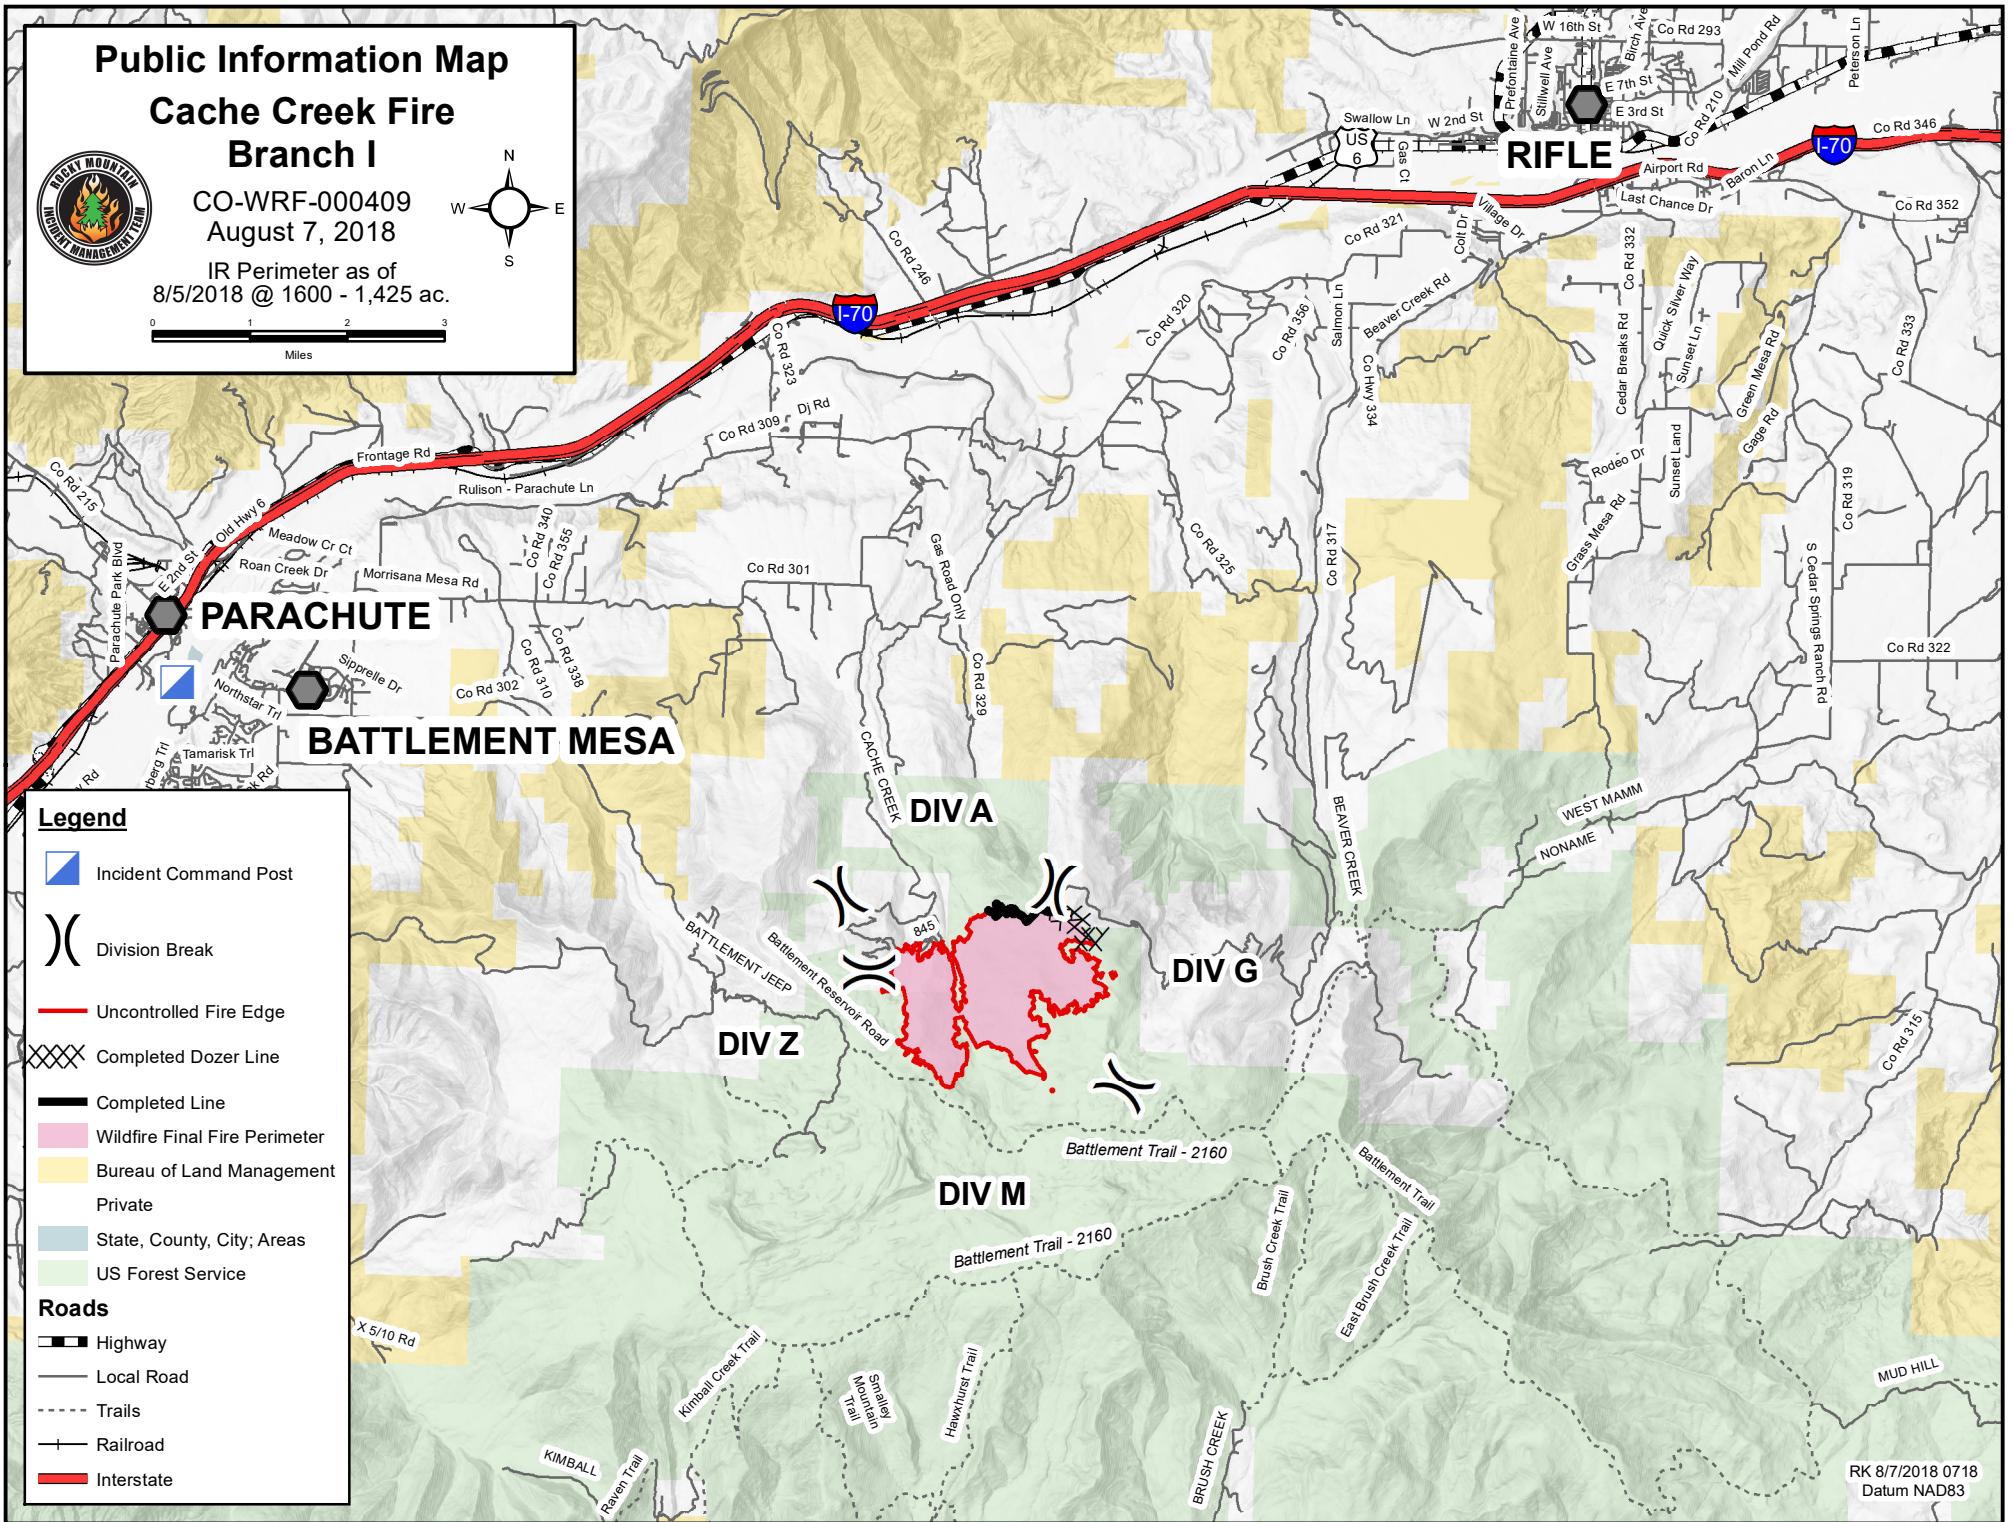 Public Information Map
Cache Creek Fire
Branch I
CO-WRF-000409
August 7, 2018
IR Perimeter as of
8/5/2018 @ 1600 - 1,425 ac.
0 1 2 3
Miles
ROCKY MOUNTAIN
INCIDENT MANAGEMENT TEAM
N
W E
S
W 16th St
Birch Ave
Co Rd 293
Mill Pond Rd
Peterson Ln
Prefontaine Ave
Stillwell Ave
E 7th St
E 3rd St
Co Rd 210
Swallow Ln
W 2nd St
US
6
Gas Ct
RIFLE
I-70
Co Rd 346
Airport Rd
Baron Ln
Last Chance Dr
Co Rd 352
Village Dr
Colt Dr
Co Rd 321
Co Rd 246
I-70
Co Rd 332
Quick Silver Way
Beaver Creek Rd
Salmon Ln
Co Rd 356
Co Rd 320
Co Rd 323
Sunset Ln
Cedar Breaks Rd
Green Mesa Rd
Co Rd 333
Co Hwy 334
Dj Rd
Co Rd 309
Gage Rd
Rodeo Dr
Sunset Land
Frontage Rd
Rulison - Parachute Ln
Co Rd 215
Old Hwy 6
Meadow Cr Ct
Co Rd 340
Co Rd 355
Co Rd 319
Grass Mesa Rd
Co Rd 317
Co Rd 325
Gas Road Only
E 2nd St
Roan Creek Dr
Morrisana Mesa Rd
Co Rd 301
Parachute Park Blvd
PARACHUTE
S Cedar Springs Ranch Rd
Co Rd 322
Sipprelle Dr
Co Rd 338
Co Rd 310
Co Rd 302
Co Rd 329
Northstar Trl
BATTLEMENT MESA
Tamarisk Trl
rberg Trl
ek Rd
y Rd
CACHE CREEK
DIV A
BEAVER CREEK
WEST MAMM
NONAME
845
BATTLEMENT JEEP
Battlement Reservoir Road
DIV G
DIV Z
Co Rd 315
Battlement Trail - 2160
Battlement Trail
DIV M
Battlement Trail - 2160
Brush Creek Trail
East Brush Creek Trail
X 5/10 Rd
Kimball Creek Trail
Smalley
Mountain
Trail
Hawxhurst Trail
MUD HILL
BRUSH CREEK
KIMBALL
Raven Trail
Legend
Incident Command Post
Division Break
Uncontrolled Fire Edge
Completed Dozer Line
Completed Line
Wildfire Final Fire Perimeter
Bureau of Land Management
Private
State, County, City; Areas
US Forest Service
Roads
Highway
Local Road
Trails
Railroad
Interstate
RK 8/7/2018 0718
Datum NAD83